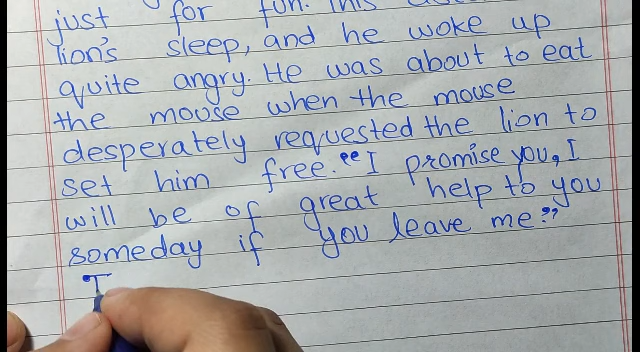 just for fun. This
lion's sleep, and he woke up
quite angry. He was about to eat
the mouse when the mouse
desperately requested the lion to
set him free. "I promise you, I
will be of great help to you
someday if you leave me."
T